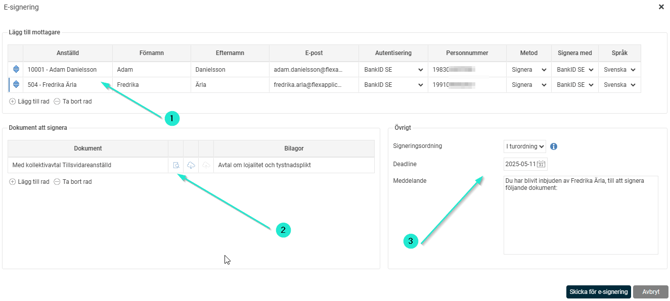 E-signering
Lägg till mottagare
Anställd Förnamn Efternamn E-post Autentisering Personnummer Metod Signera med Språk
10001 - Adam Danielsson Adam Danielsson adam.danielsson@flexa... BankID SE 1983 Signera BankID SE Svenska
504 - Fredrika Ärla Fredrika Ärla fredrika.arla@flexapplic... BankID SE 1991 Signera BankID SE Svenska
Lägg till rad Ta bort rad
1
Dokument att signera
Dokument Bilagor
Med kollektivavtal Tillsvidareanställd Avtal om lojalitet och tystnadsplikt
Lägg till rad Ta bort rad
2
Övrigt
Signeringsordning I turordning
Deadline 2025-05-11
Meddelande Du har blivit inbjuden av Fredrika Ärla, till att signera
följande dokument:
3
Skicka för e-signering Avbryt